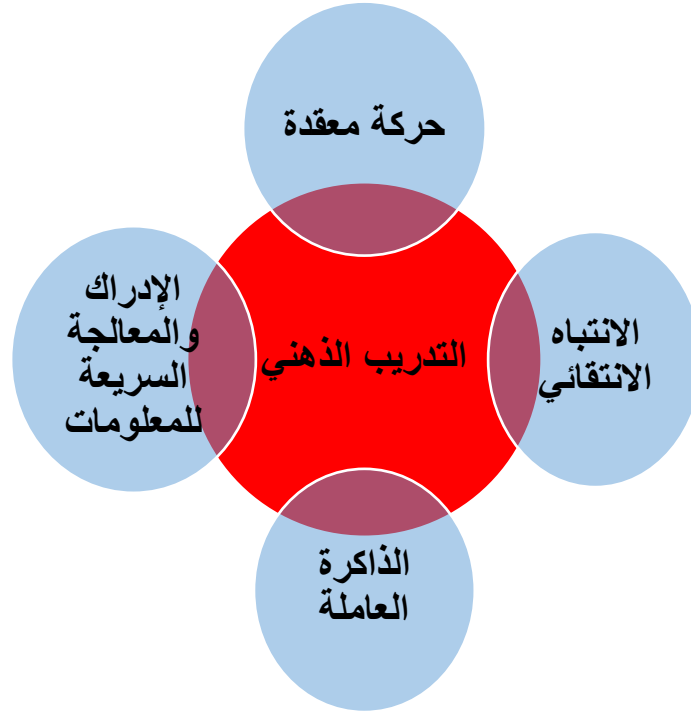 حركة معقدة
الانتباه
الانتقائي
التدريب الذهني
الإدراك
والمعالجة
السريعة
للمعلومات
الذاكرة
العاملة